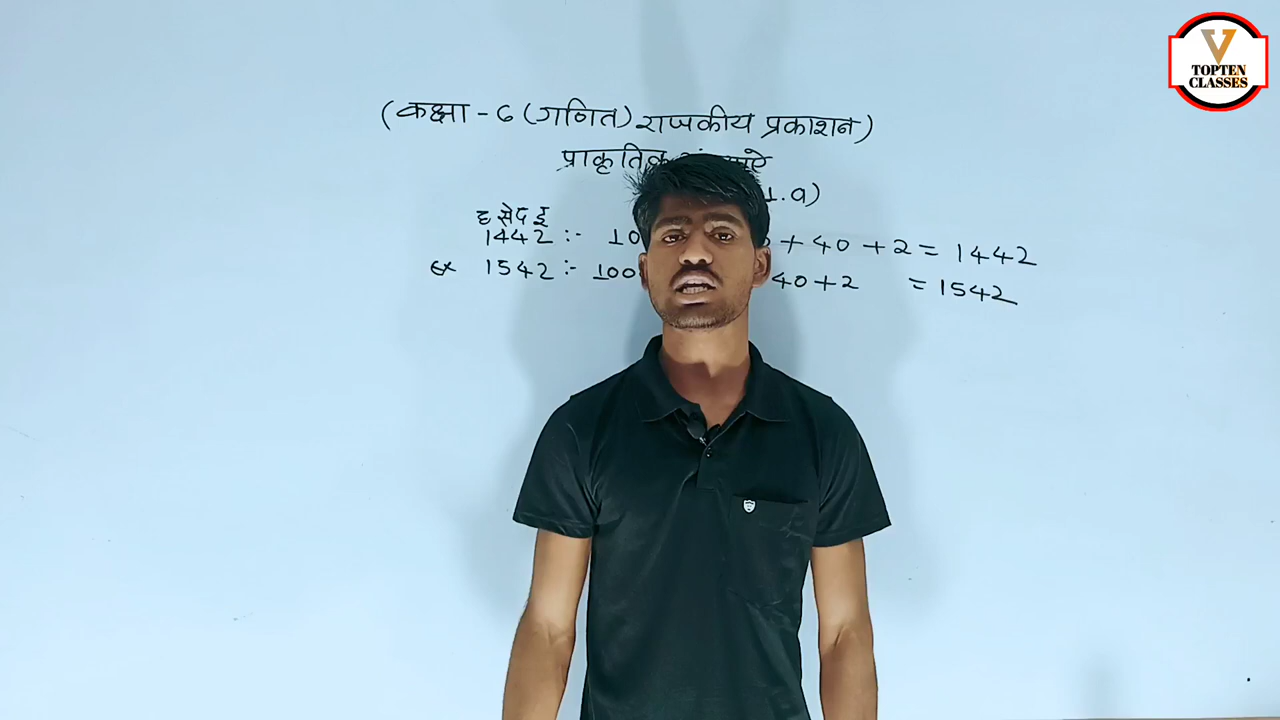 V
TOPTEN
CLASSES
(कक्षा - 6 (गणित) राजकीय प्रकाशन)
प्राकृतिक
1.a)
ह सै द इ
1442 :- 10 + 40 + 2 = 1442
Ex 1542 :- 100 40 + 2 = 1542